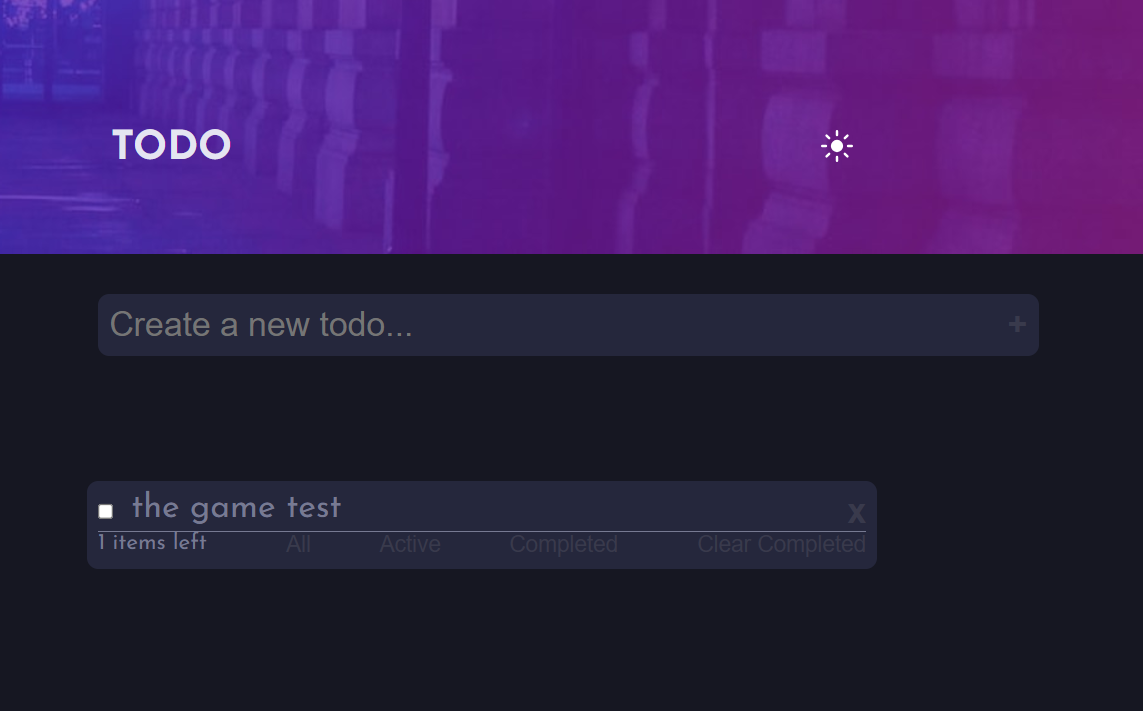 TODO
Create a new todo... +
the game test x
1 items left All Active Completed Clear Completed